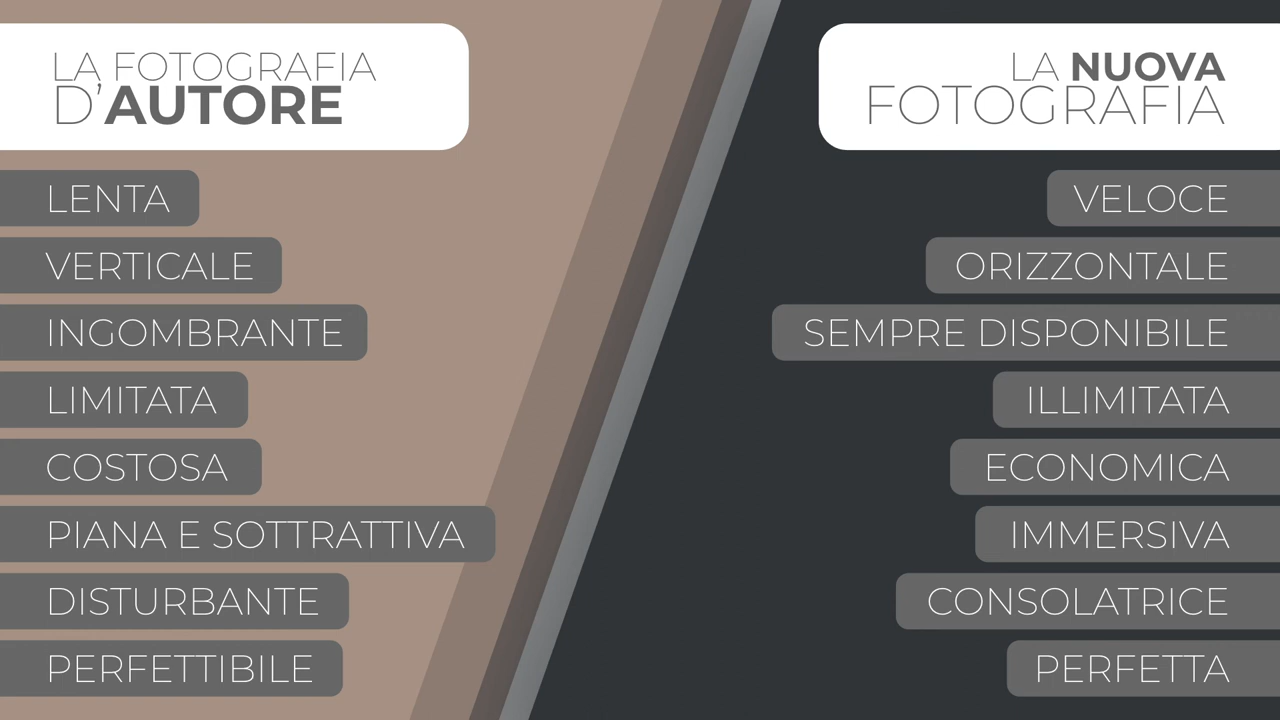 LA FOTOGRAFIA
D'AUTORE
LENTA
VERTICALE
INGOMBRANTE
LIMITATA
COSTOSA
PIANA E SOTTRATTIVA
DISTURBANTE
PERFETTIBILE
LA NUOVA
FOTOGRAFIA
VELOCE
ORIZZONTALE
SEMPRE DISPONIBILE
ILLIMITATA
ECONOMICA
IMMERSIVA
CONSOLATRICE
PERFETTA